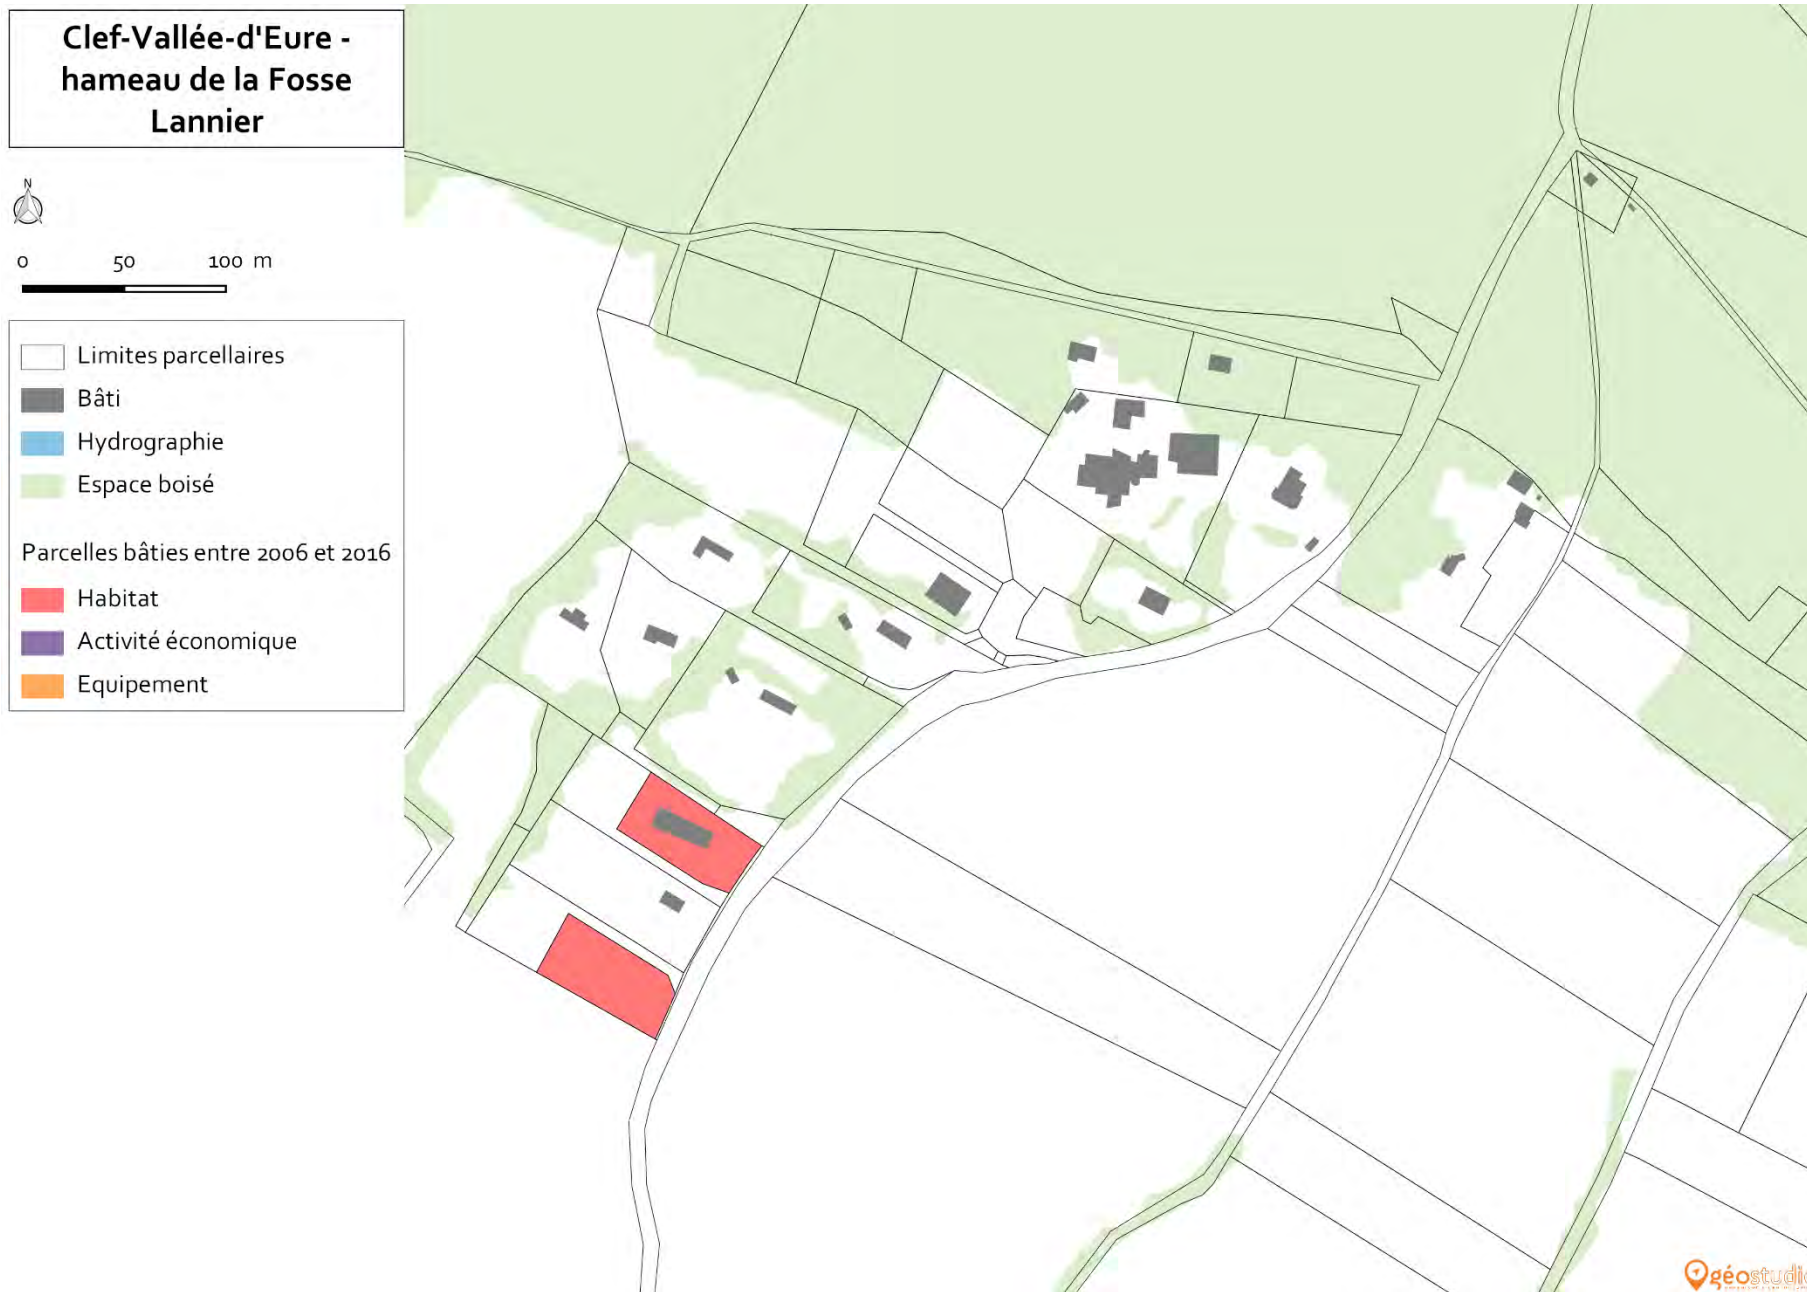 Clef-Vallée-d'Eure -
hameau de la Fosse
Lannier
N
0 50 100 m
Limites parcellaires
Bâti
Hydrographie
Espace boisé
Parcelles bâties entre 2006 et 2016
Habitat
Activité économique
Equipement
géostudio